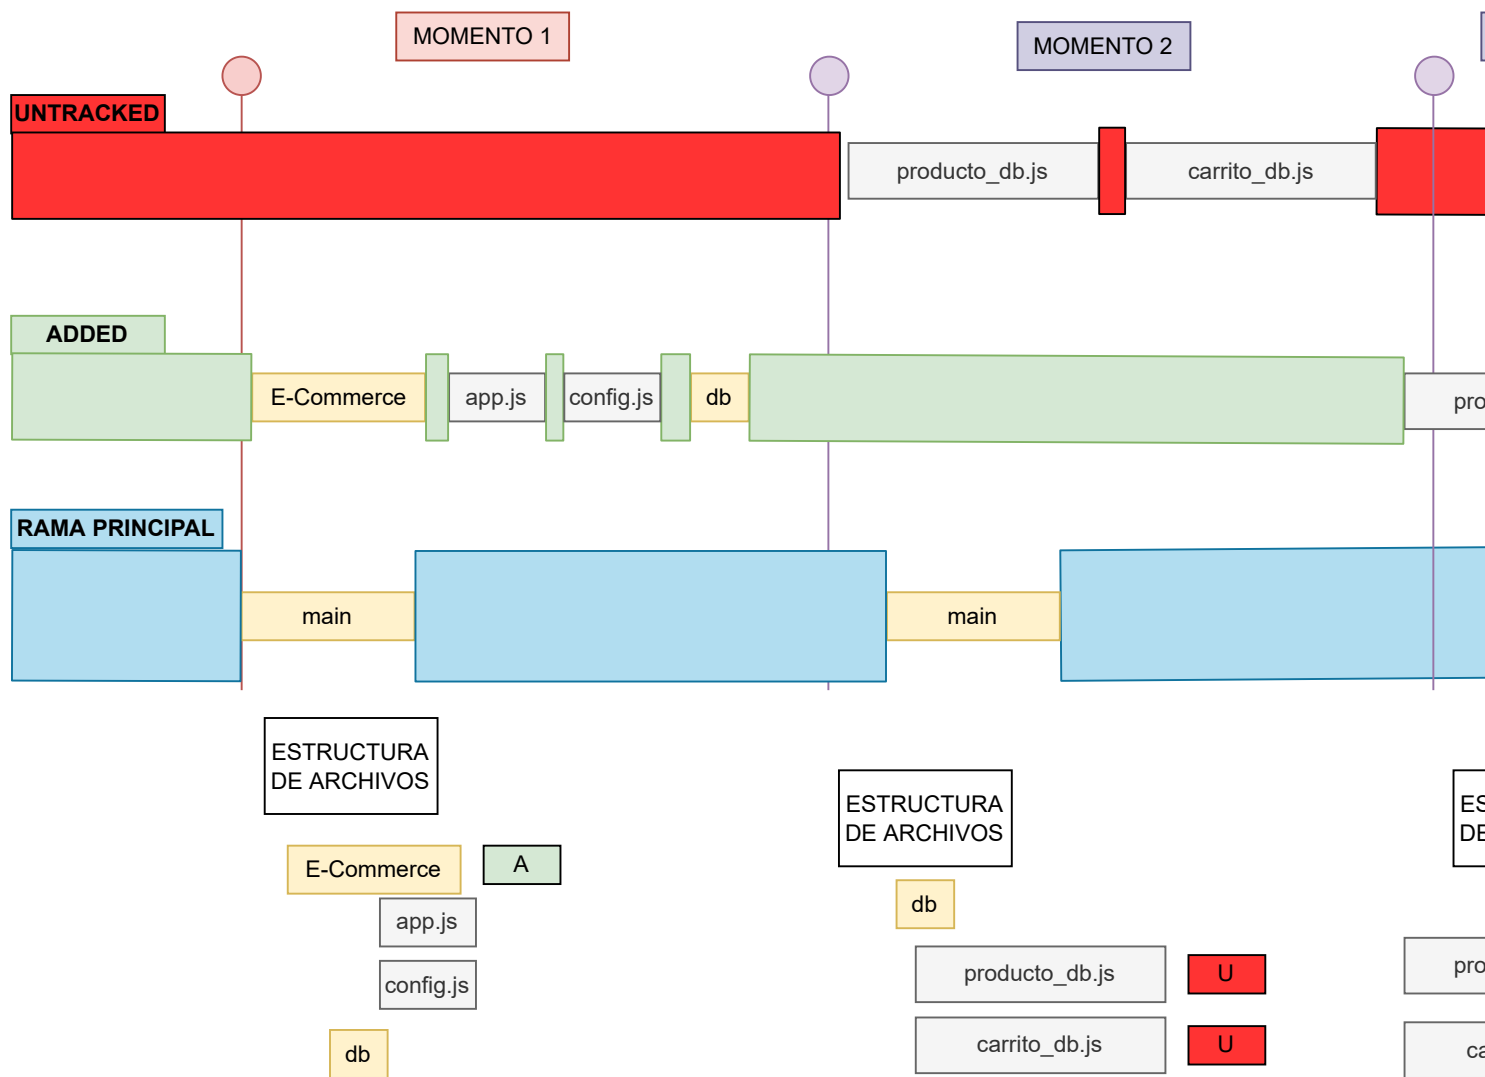 MOMENTO 1
MOMENTO 2
UNTRACKED
producto_db.js
carrito_db.js
ADDED
E-Commerce
app.js
config.js
db
RAMA PRINCIPAL
main
main
ESTRUCTURA
DE ARCHIVOS
E-Commerce
A
app.js
config.js
db
ESTRUCTURA
DE ARCHIVOS
db
producto_db.js
U
carrito_db.js
U